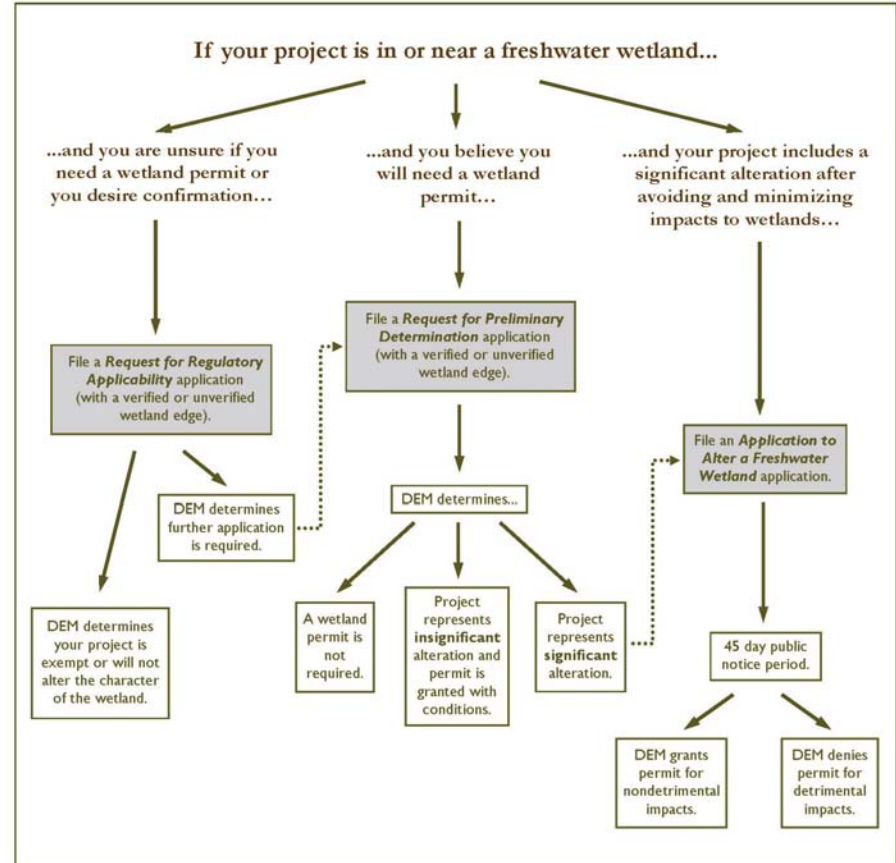 If your project is in or near a freshwater wetland...
...and you are unsure if you
need a wetland permit or
you desire confirmation...
...and you believe you
will need a wetland
permit...
...and your project includes a
significant alteration after
avoiding and minimizing
impacts to wetlands...
File a Request for Regulatory
Applicability application
(with a verified or unverified
wetland edge).
File a Request for Preliminary
Determination application
(with a verified or unverified
wetland edge).
File an Application to
Alter a Freshwater
Wetland application.
DEM determines
further application
is required.
DEM determines
your project is
exempt or will not
alter the character
of the wetland.
DEM determines...
A wetland
permit is
not
required.
Project
represents
insignificant
alteration and
permit is
granted with
conditions.
Project
represents
significant
alteration.
45 day public
notice period.
DEM grants
permit for
nondetrimental
impacts.
DEM denies
permit for
detrimental
impacts.